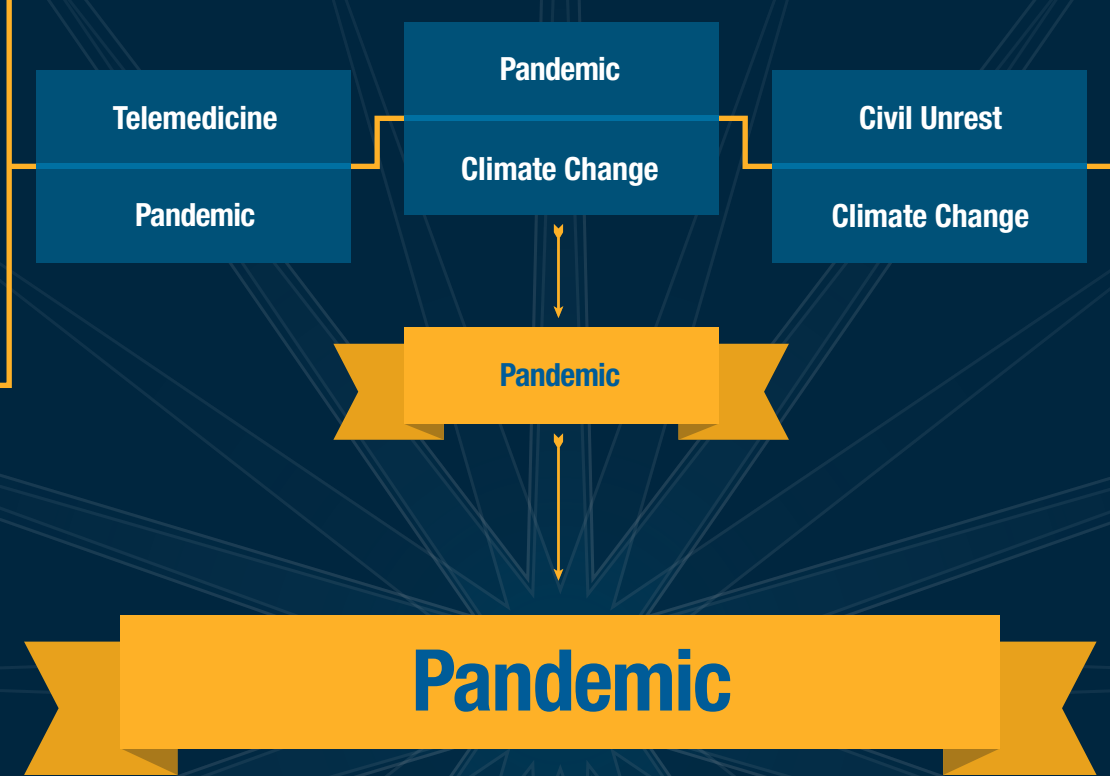 Telemedicine
Pandemic
Pandemic
Climate Change
Civil Unrest
Climate Change
Pandemic
Pandemic